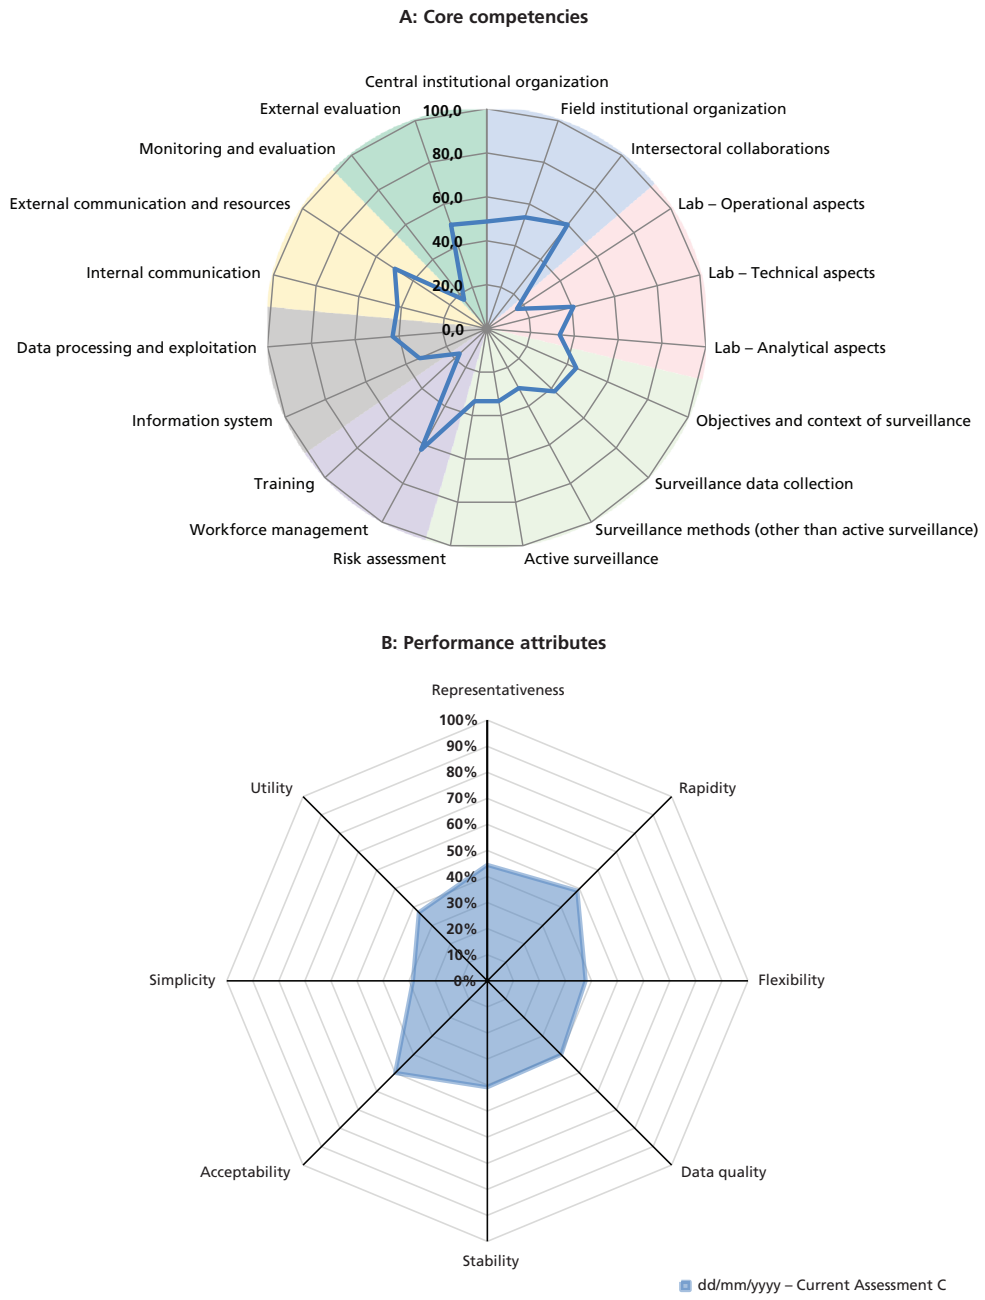 A: Core competencies
Central institutional organization
External evaluation
100,0
Field institutional organization
Monitoring and evaluation
80,0
Intersectoral collaborations
External communication and resources
60,0
Lab – Operational aspects
40,0
Internal communication
20,0
Lab – Technical aspects
0,0
Data processing and exploitation
Lab – Analytical aspects
Information system
Objectives and context of surveillance
Training
Surveillance data collection
Workforce management
Surveillance methods (other than active surveillance)
Risk assessment
Active surveillance
B: Performance attributes
Representativeness
100%
90%
80%
Utility
Rapidity
70%
60%
50%
40%
30%
20%
10%
Simplicity
0%
Flexibility
Acceptability
Data quality
Stability
dd/mm/yyyy – Current Assessment C